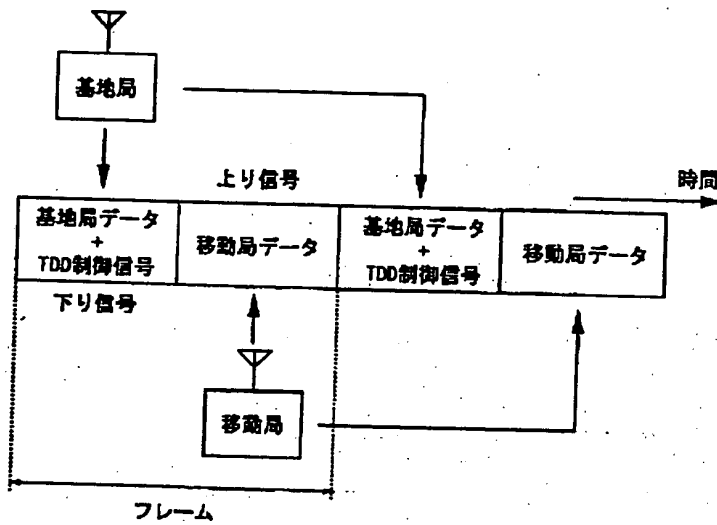 基地局
上り信号
時間
基地局データ
+
TDD制御信号
移動局データ
基地局データ
+
TDD制御信号
移動局データ
下り信号
移動局
フレーム